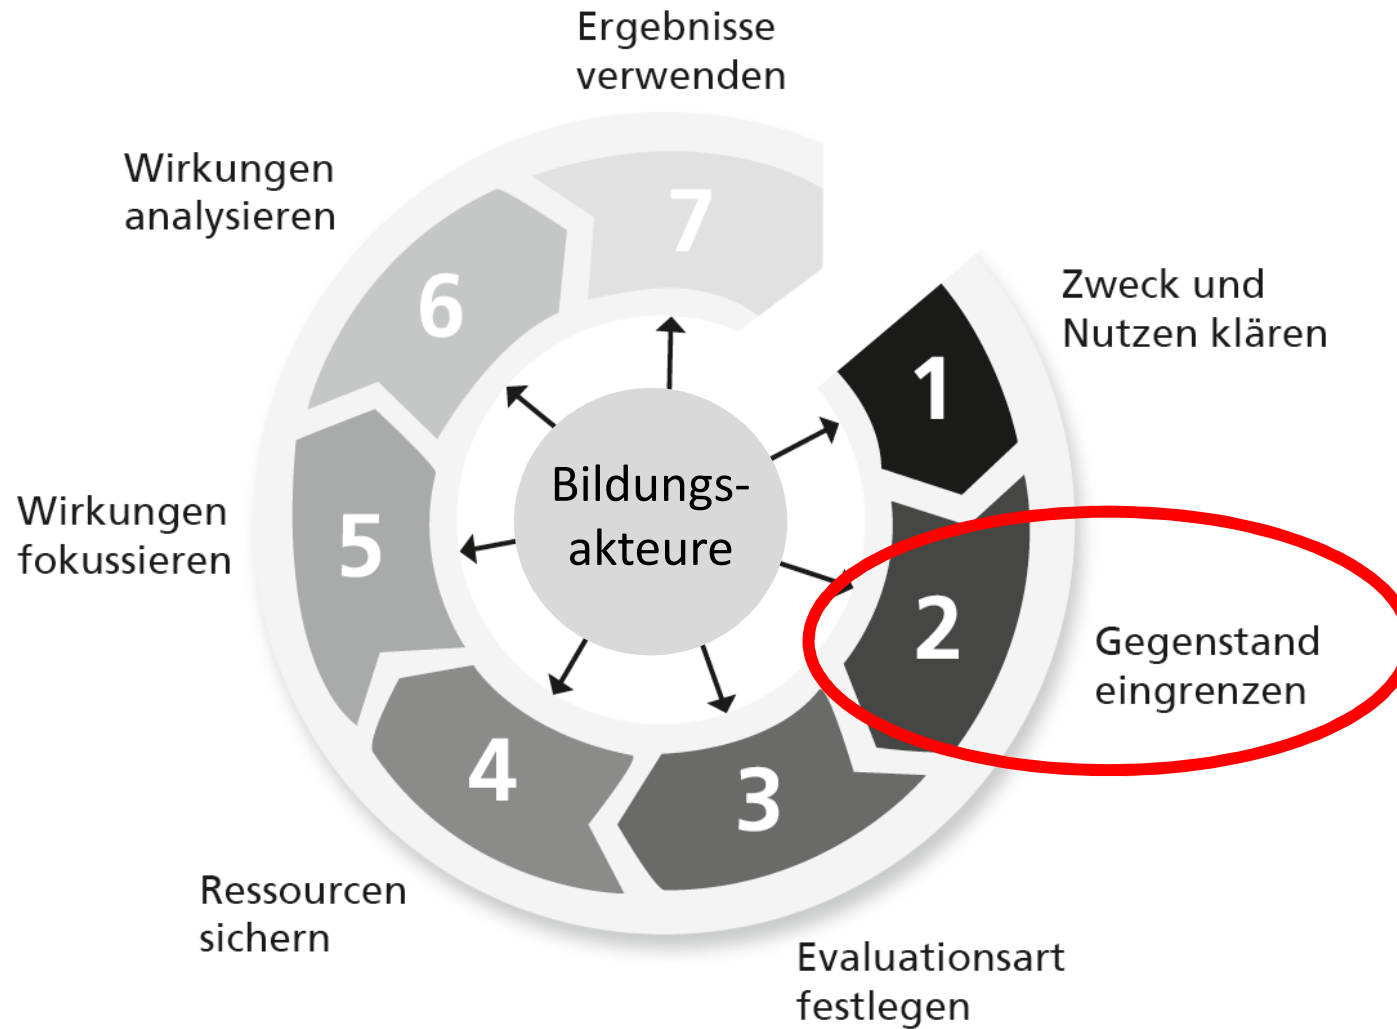 Ergebnisse
verwenden
7
Wirkungen
analysieren
6
Zweck und
Nutzen klären
1
Bildungs-
akteure
Wirkungen
fokussieren
5
2
Gegenstand
eingrenzen
4
3
Ressourcen
sichern
Evaluationsart
festlegen